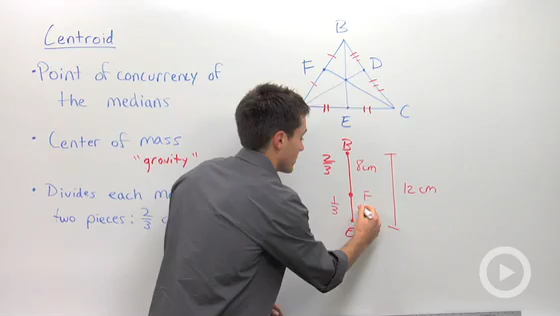 Centroid
• Point of concurrency of
the medians
• Center of mass
"gravity"
• Divides each
two pieces: 2/3
B
F
D
E
C
B
2/3
8cm
1/3
F
12 cm